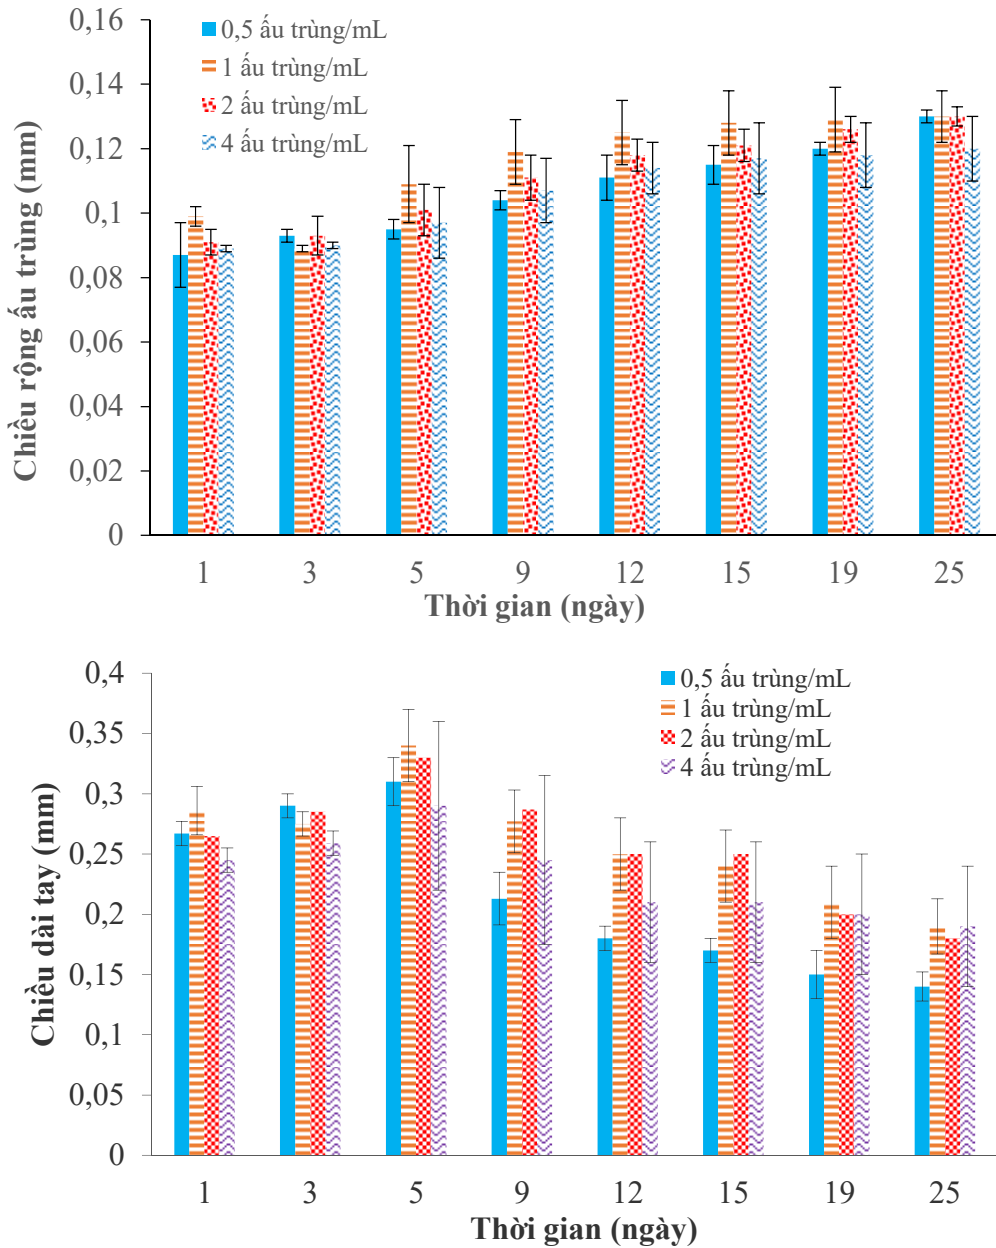 0,16
0,14
0,12
0,1
0,08
0,06
0,04
0,02
0
Chiều rộng ấu trùng (mm)
0,5 ấu trùng/mL
1 ấu trùng/mL
2 ấu trùng/mL
4 ấu trùng/mL
1 3 5 9 12 15 19 25
Thời gian (ngày)
0,4
0,35
0,3
0,25
0,2
0,15
0,1
0,05
0
Chiều dài tay (mm)
0,5 ấu trùng/mL
1 ấu trùng/mL
2 ấu trùng/mL
4 ấu trùng/mL
1 3 5 9 12 15 19 25
Thời gian (ngày)